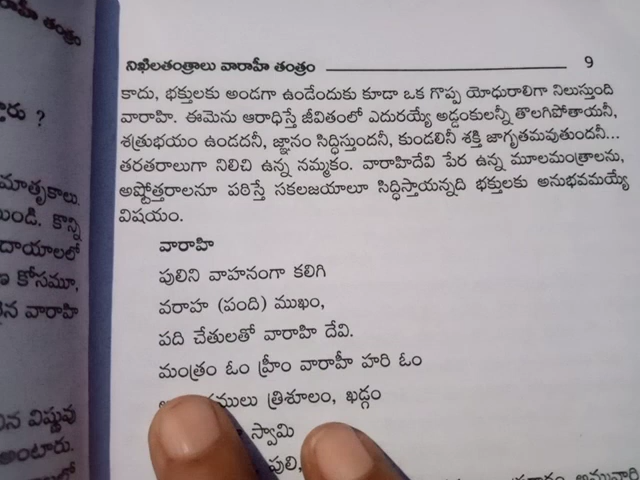 రాహీ తంత్రం
నిఖిలతంత్రాలు వారాహీ తంత్రం 9
కాదు, భక్తులకు అండగా ఉండేందుకు కూడా ఒక గొప్ప యోధురాలిగా నిలుస్తుంది
వారాహి. ఈమెను ఆరాధిస్తే జీవితంలో ఎదురయ్యే అడ్డంకులన్నీ తొలగిపోతాయనీ,
శత్రుభయం ఉండదనీ, జ్ఞానం సిద్ధిస్తుందనీ, కుండలినీ శక్తి జాగృతమవుతుందనీ...
తరతరాలుగా నిలిచి ఉన్న నమ్మకం. వారాహిదేవి పేర ఉన్న మూలమంత్రాలను,
అష్టోత్తరాలనూ పఠిస్తే సకలజయాలూ సిద్ధిస్తాయన్నది భక్తులకు అనుభవమయ్యే
విషయం.
వారాహి
పులిని వాహనంగా కలిగి
వరాహ (పంది) ముఖం,
పది చేతులతో వారాహి దేవి.
మంత్రం ఓం హ్రీం వారాహీ హరి ఓం
త్రిశూలం, ఖడ్గం
స్వామి
పులి,
తారు ?
మాతృకాలు.
కొన్ని
దాయాలలో
కోసమూ,
వారాహి
విష్ణువు
అంటారు.